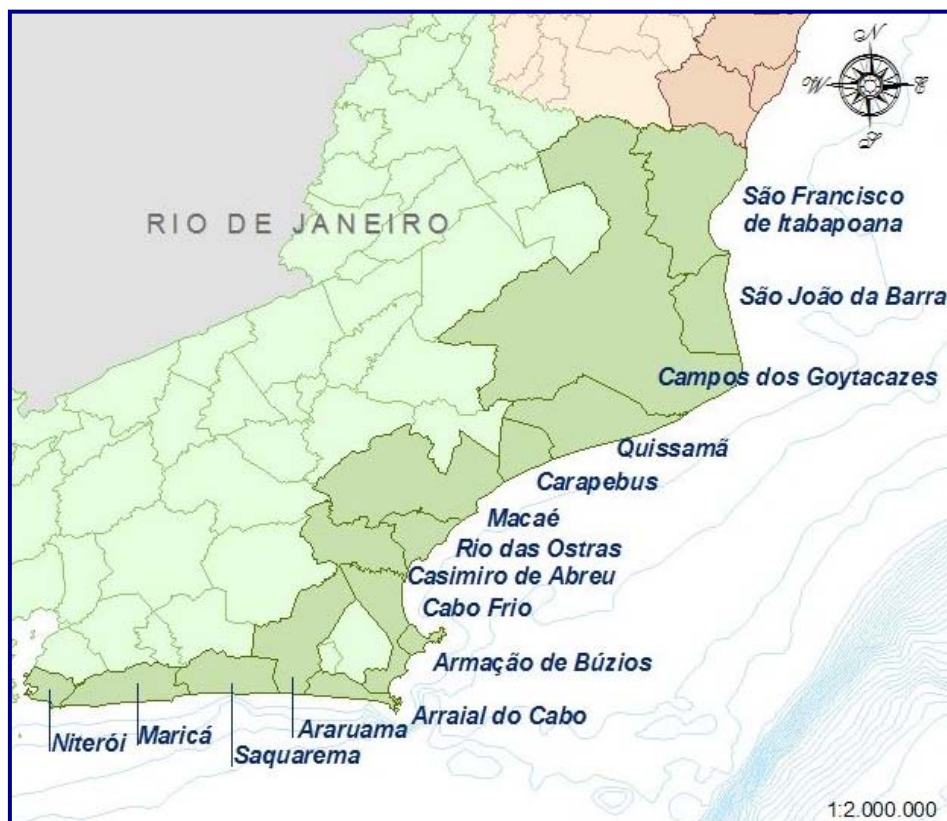 N
W
E
S
RIO DE JANEIRO
São Francisco
de Itabapoana
São João da Barra
Campos dos Goytacazes
Quissamã
Carapebus
Macaé
Rio das Ostras
Casimiro de Abreu
Cabo Frio
Armação de Búzios
Arraial do Cabo
Araruama
Niterói
Maricá
Saquarema
1:2.000.000